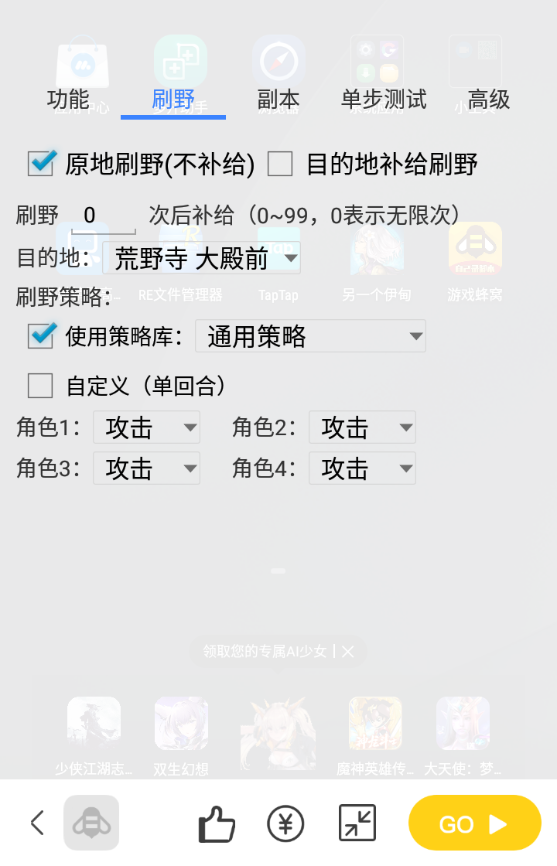 功能 刷野 副本 单步测试 高级
原地刷野(不补给) 目的地补给刷野
刷野 0 次后补给（0~99，0表示无限次）
目的地： 荒野寺 大殿前
刷野策略：
RE文件管理器 TapTap 另一个伊甸 游戏蜂窝
使用策略库： 通用策略
自定义（单回合）
角色1： 攻击 角色2： 攻击
角色3： 攻击 角色4： 攻击
领取您的专属AI少女
少侠江湖志... 双生幻想 魔神英雄传... 大天使：梦...
GO